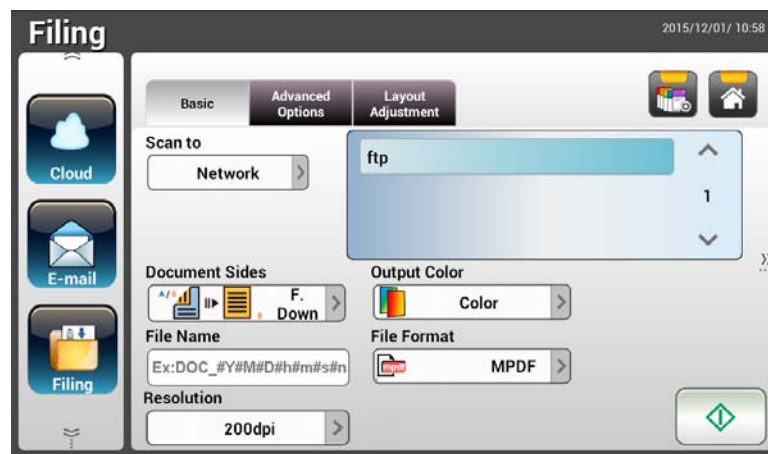 Filing
2015/12/01/ 10:58
Cloud
E-mail
Filing
Basic
Advanced
Options
Layout
Adjustment
Scan to
Network
ftp
1
Document Sides
F.
Down
Output Color
Color
File Name
Ex:DOC_#Y#M#D#h#m#s#n
File Format
mpdf
MPDF
Resolution
200dpi